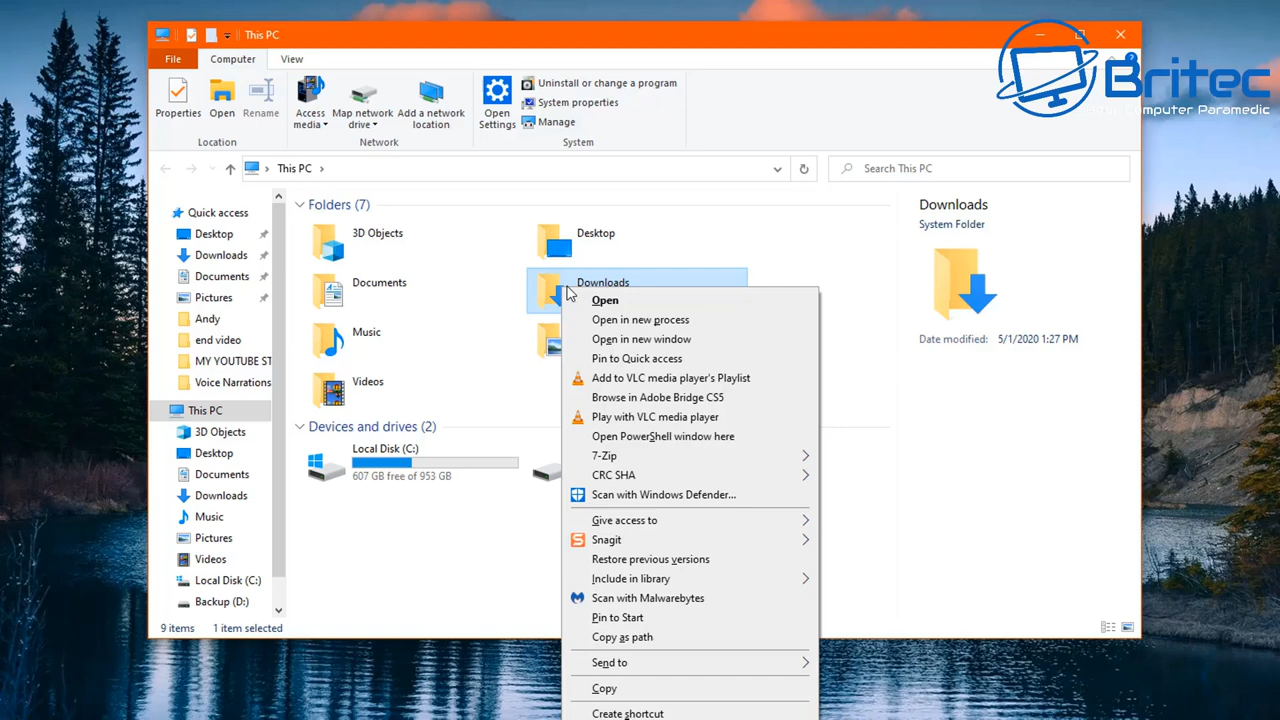 This PC
File
Computer
View
Properties
Open
Rename
Access media
Map network drive
Add a network location
Open Settings
Uninstall or change a program
System properties
Manage
Location
Network
System
This PC
Search This PC
Quick access
Desktop
Downloads
Documents
Pictures
Andy
end video
MY YOUTUBE ST
Voice Narrations
This PC
3D Objects
Desktop
Documents
Downloads
Music
Pictures
Videos
Local Disk (C:)
Backup (D:)
Folders (7)
3D Objects
Desktop
Documents
Downloads
Music
Videos
Devices and drives (2)
Local Disk (C:)
607 GB free of 953 GB
Open
Open in new process
Open in new window
Pin to Quick access
Add to VLC media player's Playlist
Browse in Adobe Bridge CS5
Play with VLC media player
Open PowerShell window here
7-Zip
CRC SHA
Scan with Windows Defender...
Give access to
Snagit
Restore previous versions
Include in library
Scan with Malwarebytes
Pin to Start
Copy as path
Send to
Copy
Create shortcut
Downloads
System Folder
Date modified: 5/1/2020 1:27 PM
9 items
1 item selected
Britec
Computer Paramedic